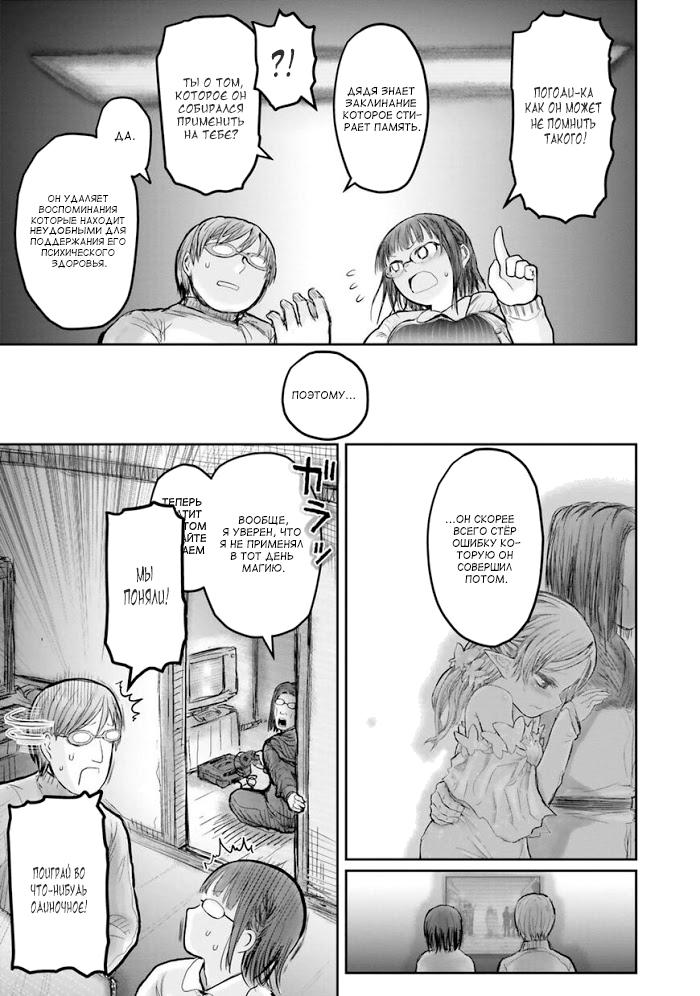 ПОГОДИ-КА
КАК ОН МОЖЕТ
НЕ ПОМНИТЬ
ТАКОГО!
ДЯДЯ ЗНАЕТ
ЗАКЛИНАНИЕ
КОТОРОЕ СТИ-
РАЕТ ПАМЯТЬ.
?!
ТЫ О ТОМ,
КОТОРОЕ ОН
СОБИРАЛСЯ
ПРИМЕНИТЬ
НА ТЕБЕ?
ДА.
ОН УДАЛЯЕТ
ВОСПОМИНАНИЯ
КОТОРЫЕ НАХОДИТ
НЕУДОБНЫМИ ДЛЯ
ПОДДЕРЖАНИЯ ЕГО
ПСИХИЧЕСКОГО
ЗДОРОВЬЯ.
ПОЭТОМУ...
...ОН СКОРЕЕ
ВСЕГО СТЁР
ОШИБКУ КО-
ТОРУЮ ОН
СОВЕРШИЛ
ПОТОМ.
ガラッ
ВООБЩЕ,
Я УВЕРЕН, ЧТО
Я НЕ ПРИМЕНЯЛ
В ТОТ ДЕНЬ
МАГИЮ.
ТЕПЕРЬ
МЫ
ПОНЯЛИ!
ПОИГРАЙ ВО
ЧТО-НИБУДЬ
ОДИНОЧНОЕ!